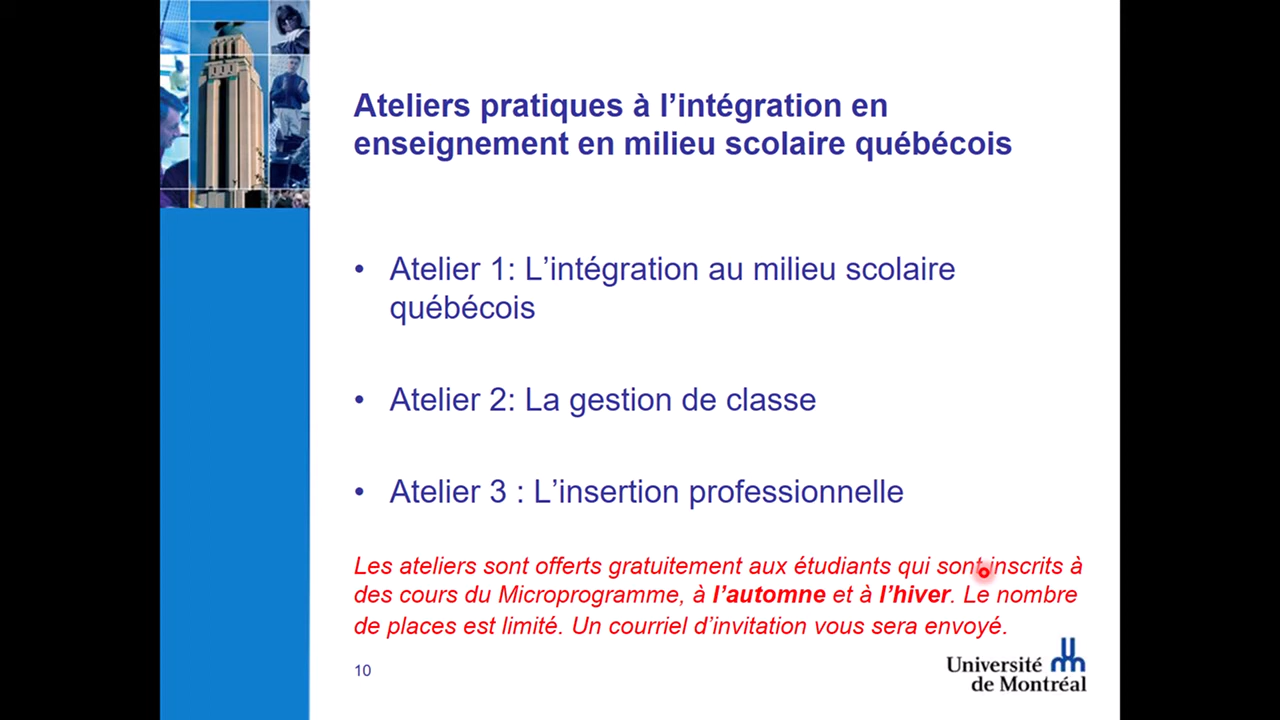 Ateliers pratiques à l’intégration en
enseignement en milieu scolaire québécois
• Atelier 1: L’intégration au milieu scolaire
québécois
• Atelier 2: La gestion de classe
• Atelier 3 : L’insertion professionnelle
Les ateliers sont offerts gratuitement aux étudiants qui sont inscrits à
des cours du Microprogramme, à l’automne et à l’hiver. Le nombre
de places est limité. Un courriel d’invitation vous sera envoyé.
10
Université
de Montréal